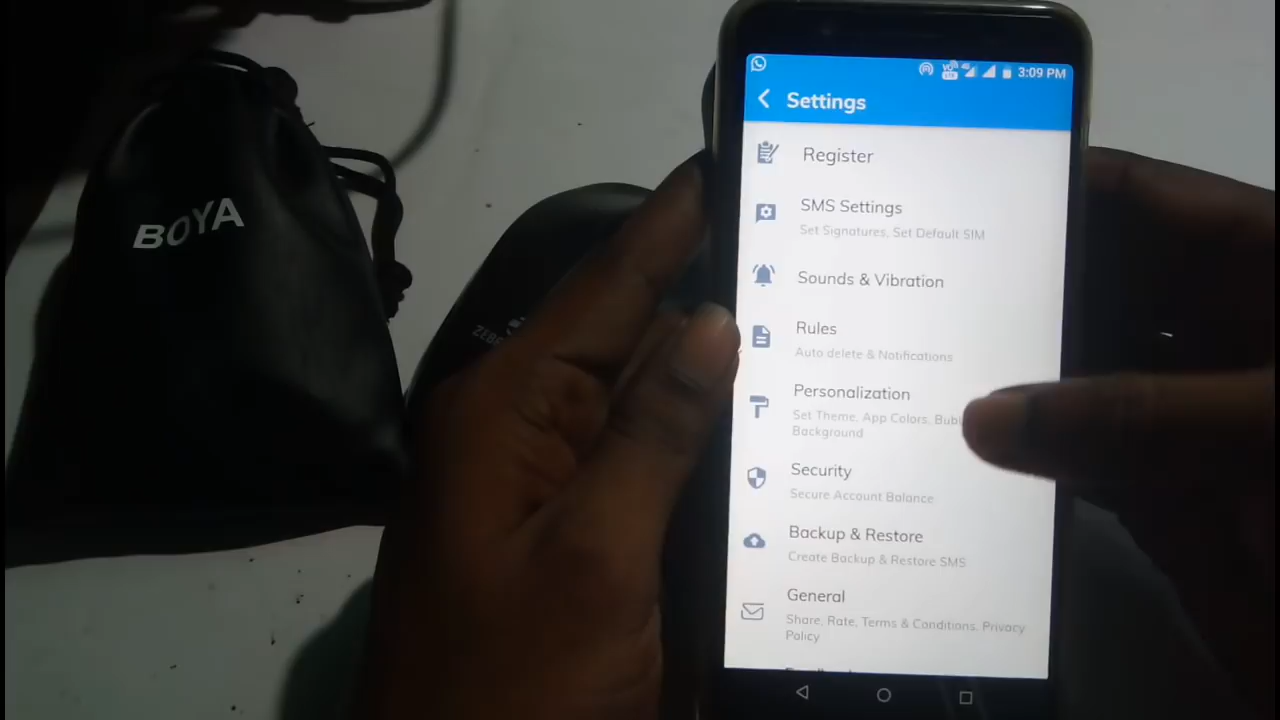 BOYA
3:09 PM
Settings
Register
SMS Settings
Set Signatures, Set Default SIM
Sounds & Vibration
Rules
Auto delete & Notifications
Personalization
Set Theme, App Colors,
Background
Security
Secure Account Balance
Backup & Restore
Create Backup & Restore SMS
General
Share, Rate, Terms & Conditions, Privacy
Policy